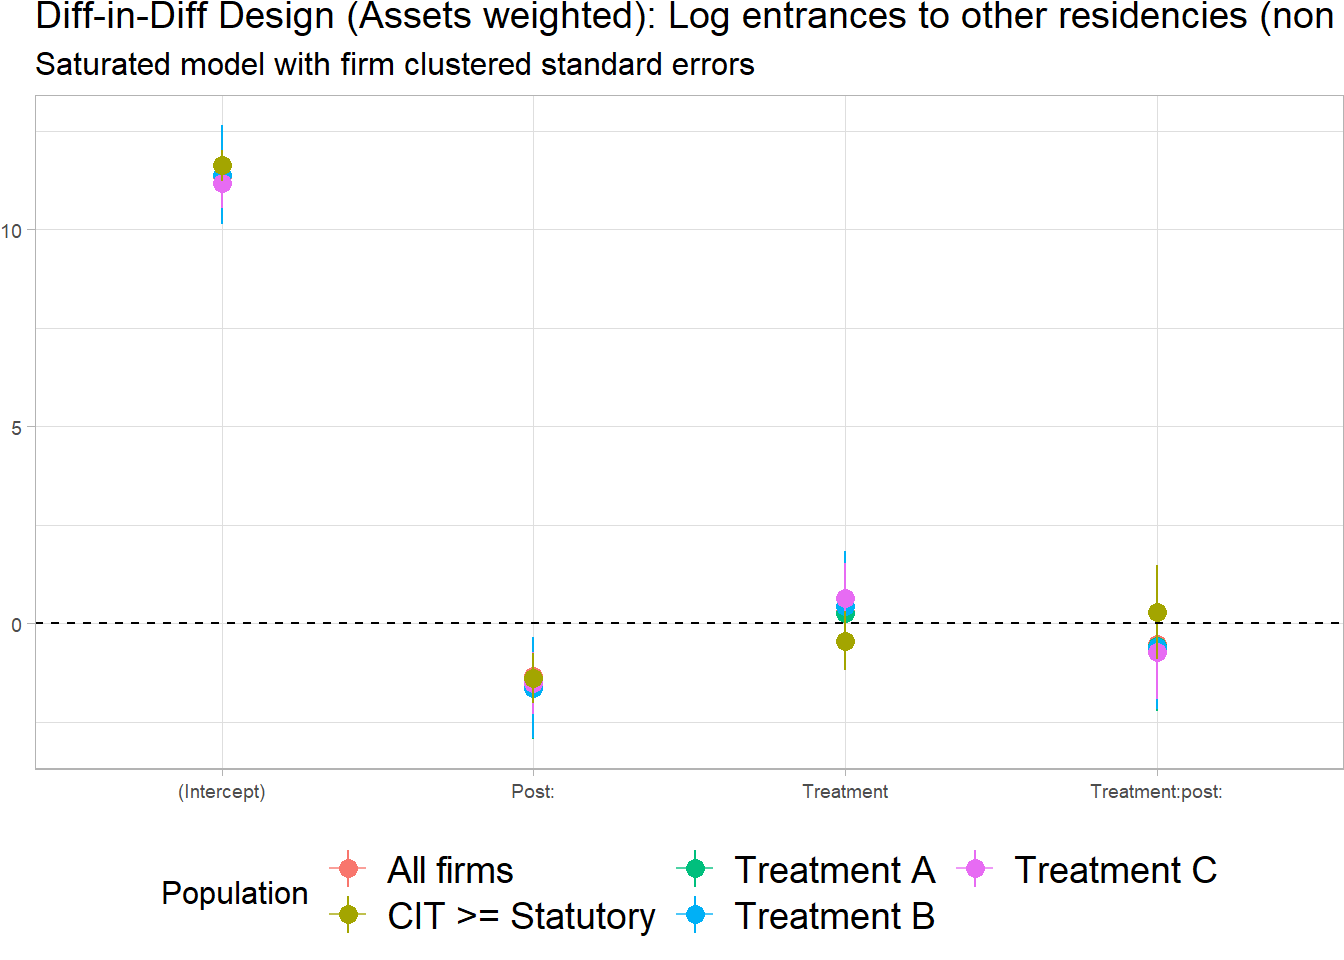 Diff-in-Diff Design (Assets weighted): Log entrances to other residencies (non
Saturated model with firm clustered standard errors
10
5
0
(Intercept) Post: Treatment Treatment:post:
Population
All firms Treatment A Treatment C
CIT >= Statutory Treatment B